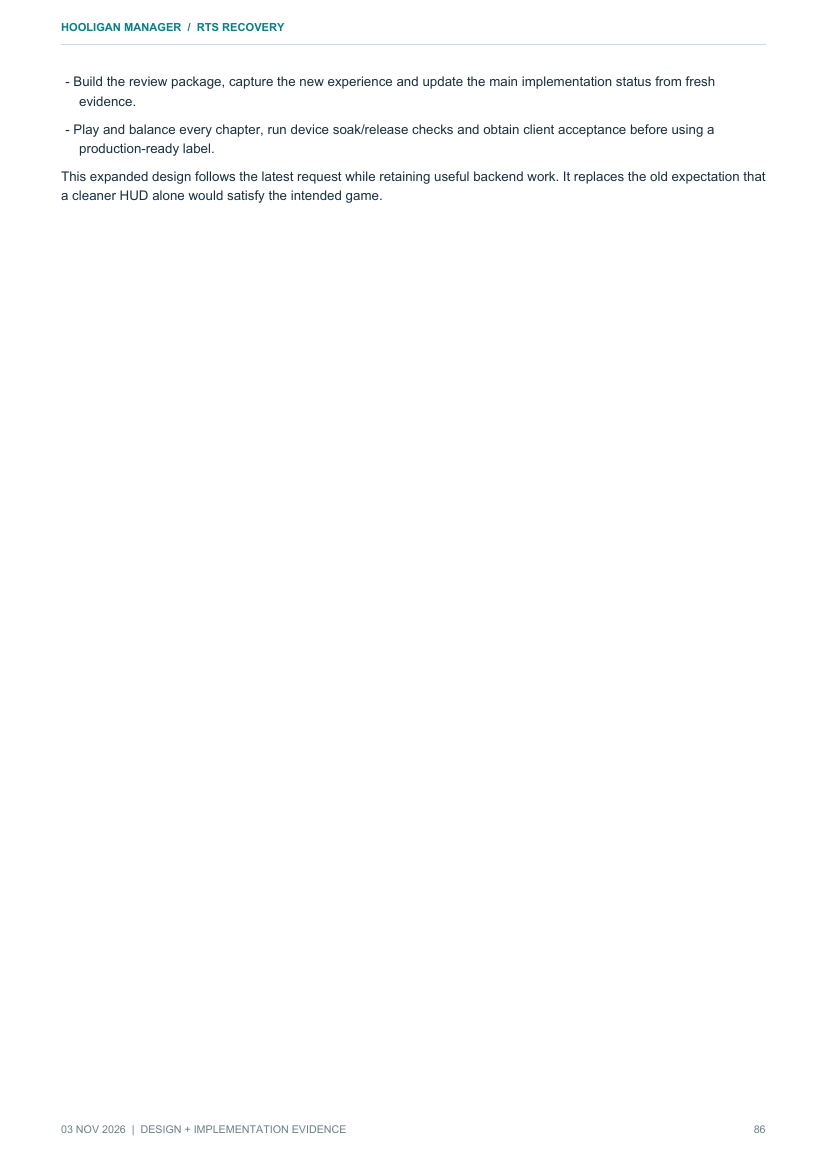 HOOLIGAN MANAGER / RTS RECOVERY
- Build the review package, capture the new experience and update the main implementation status from fresh
evidence.
- Play and balance every chapter, run device soak/release checks and obtain client acceptance before using a
production-ready label.
This expanded design follows the latest request while retaining useful backend work. It replaces the old expectation that
a cleaner HUD alone would satisfy the intended game.
03 NOV 2026 | DESIGN + IMPLEMENTATION EVIDENCE
86